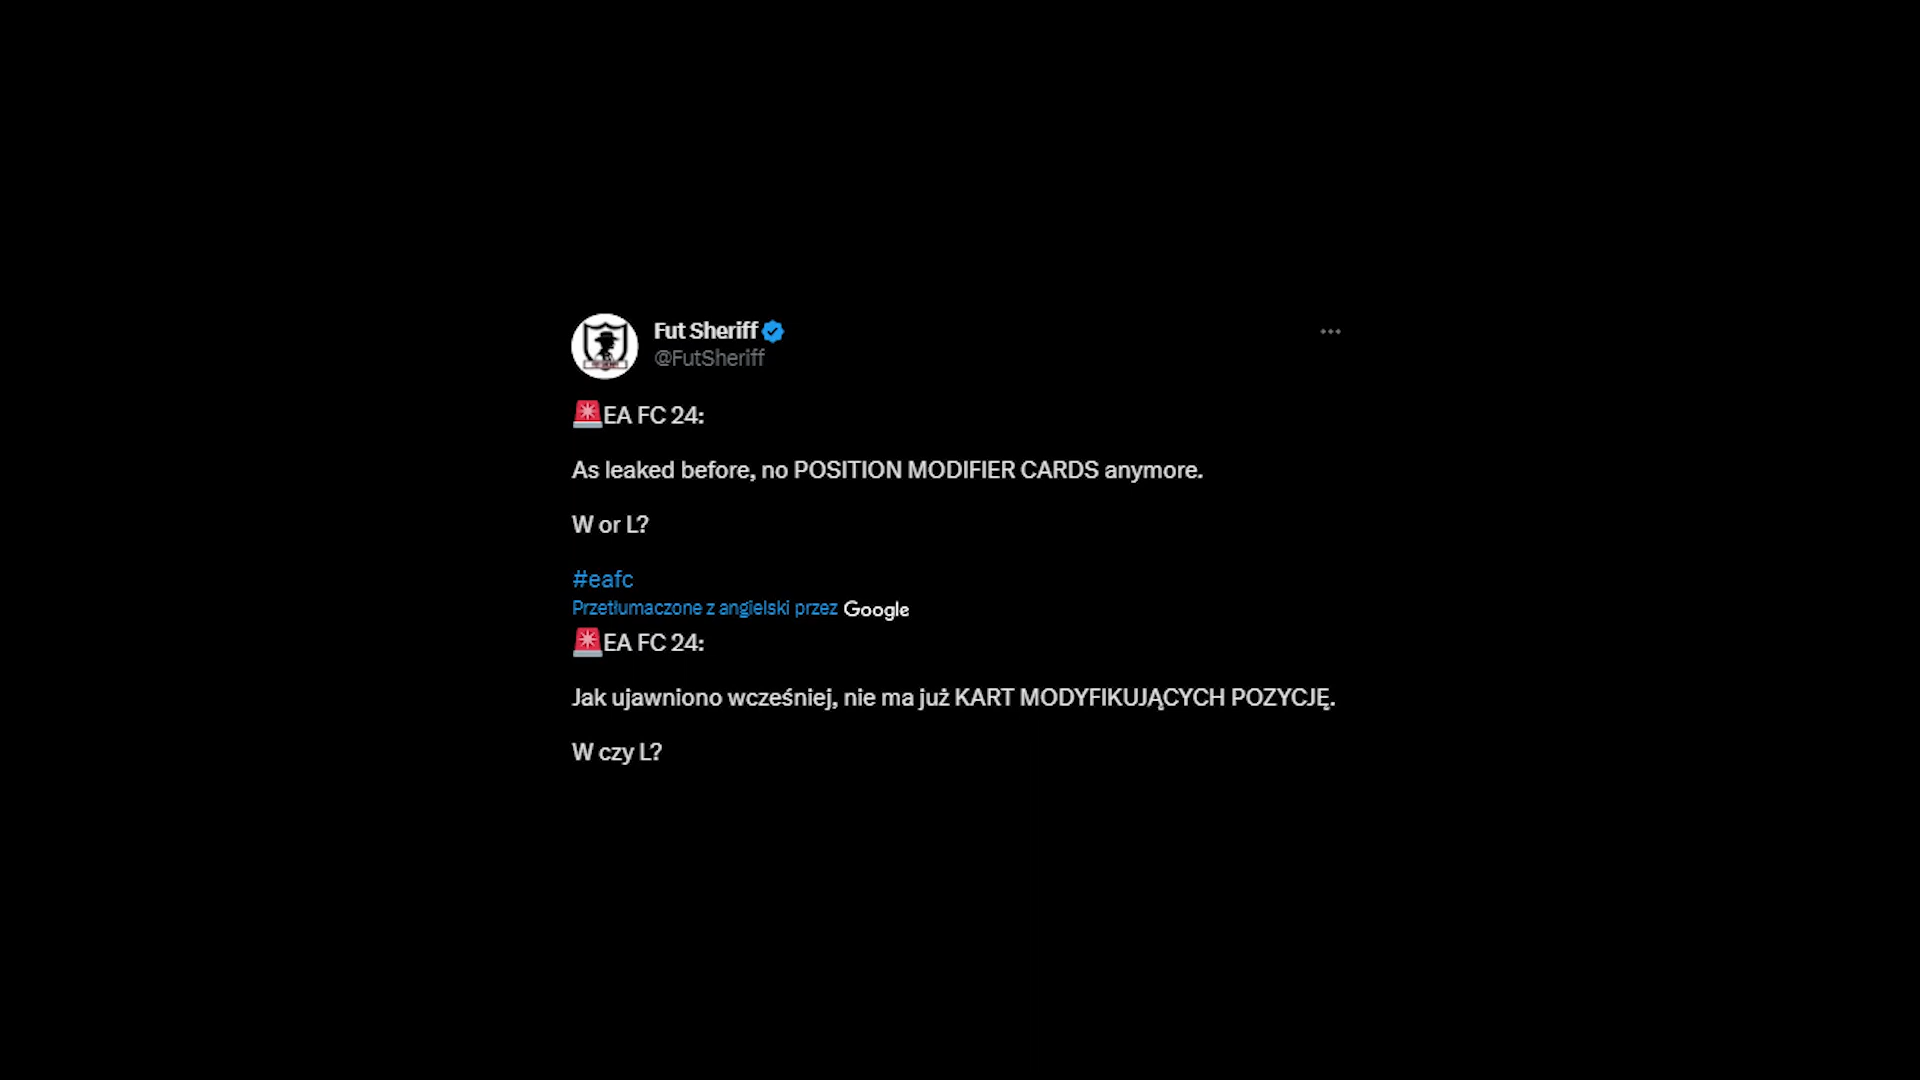 Fut Sheriff
@FutSheriff
🚨EA FC 24:
As leaked before, no POSITION MODIFIER CARDS anymore.
W or L?
#eafc
Przetłumaczone z angielski przez Google
🚨EA FC 24:
Jak ujawniono wcześniej, nie ma już KART MODYFIKUJĄCYCH POZYCJĘ.
W czy L?